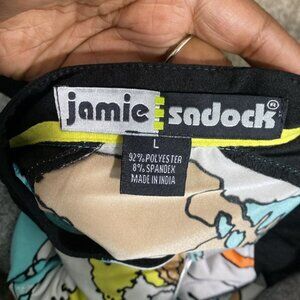 jamie sadock®
L
92% POLYESTER
8% SPANDEX
MADE IN INDIA